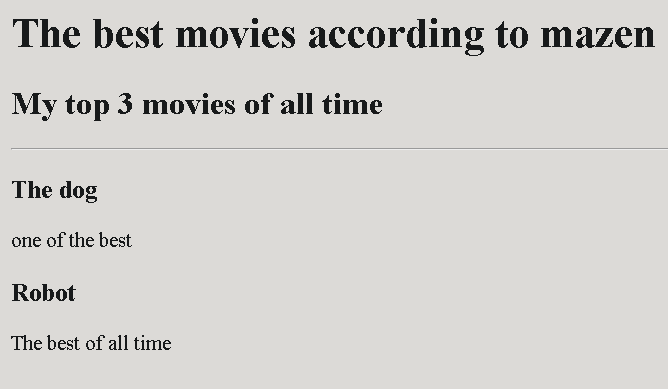 The best movies according to mazen
My top 3 movies of all time
The dog
one of the best
Robot
The best of all time